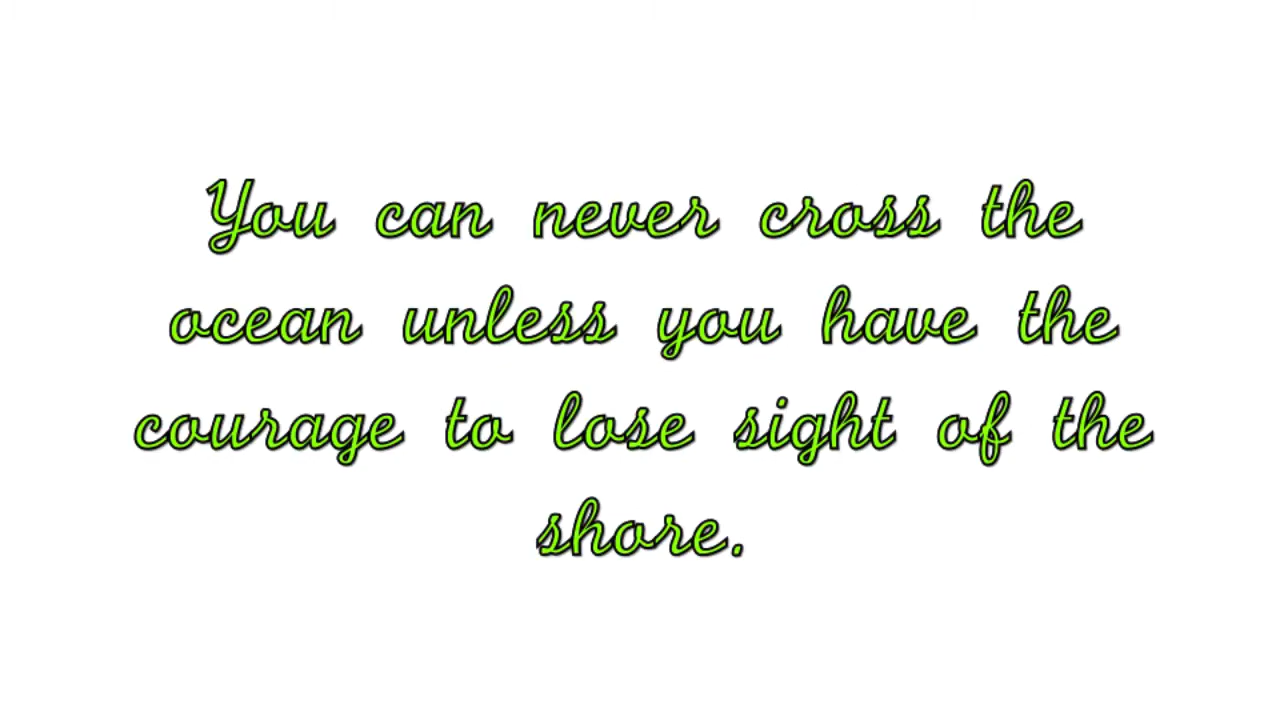 You can never cross the
ocean unless you have the
courage to lose sight of the
shore.